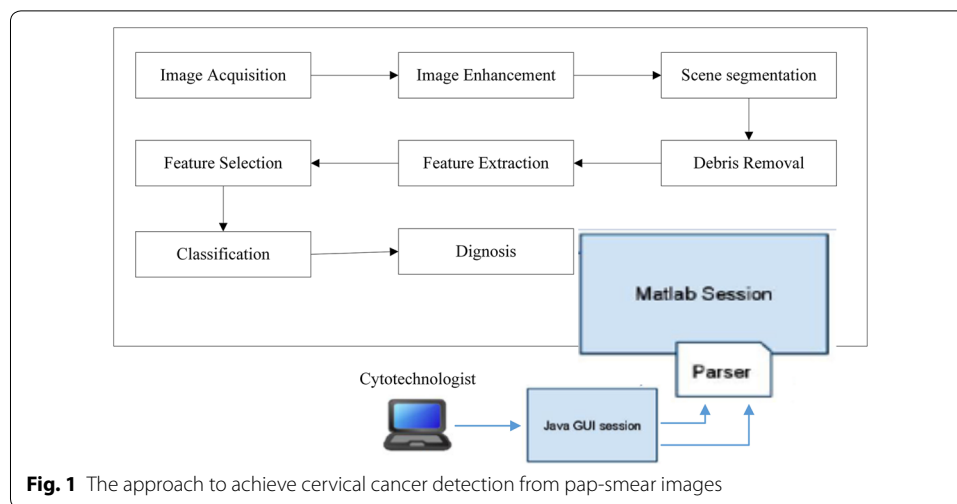 Image Acquisition
Image Enhancement
Scene segmentation
Feature Selection
Feature Extraction
Debris Removal
Classification
Dignosis
Matlab Session
Parser
Cytotechnologist
Java GUI session
Fig. 1 The approach to achieve cervical cancer detection from pap-smear images